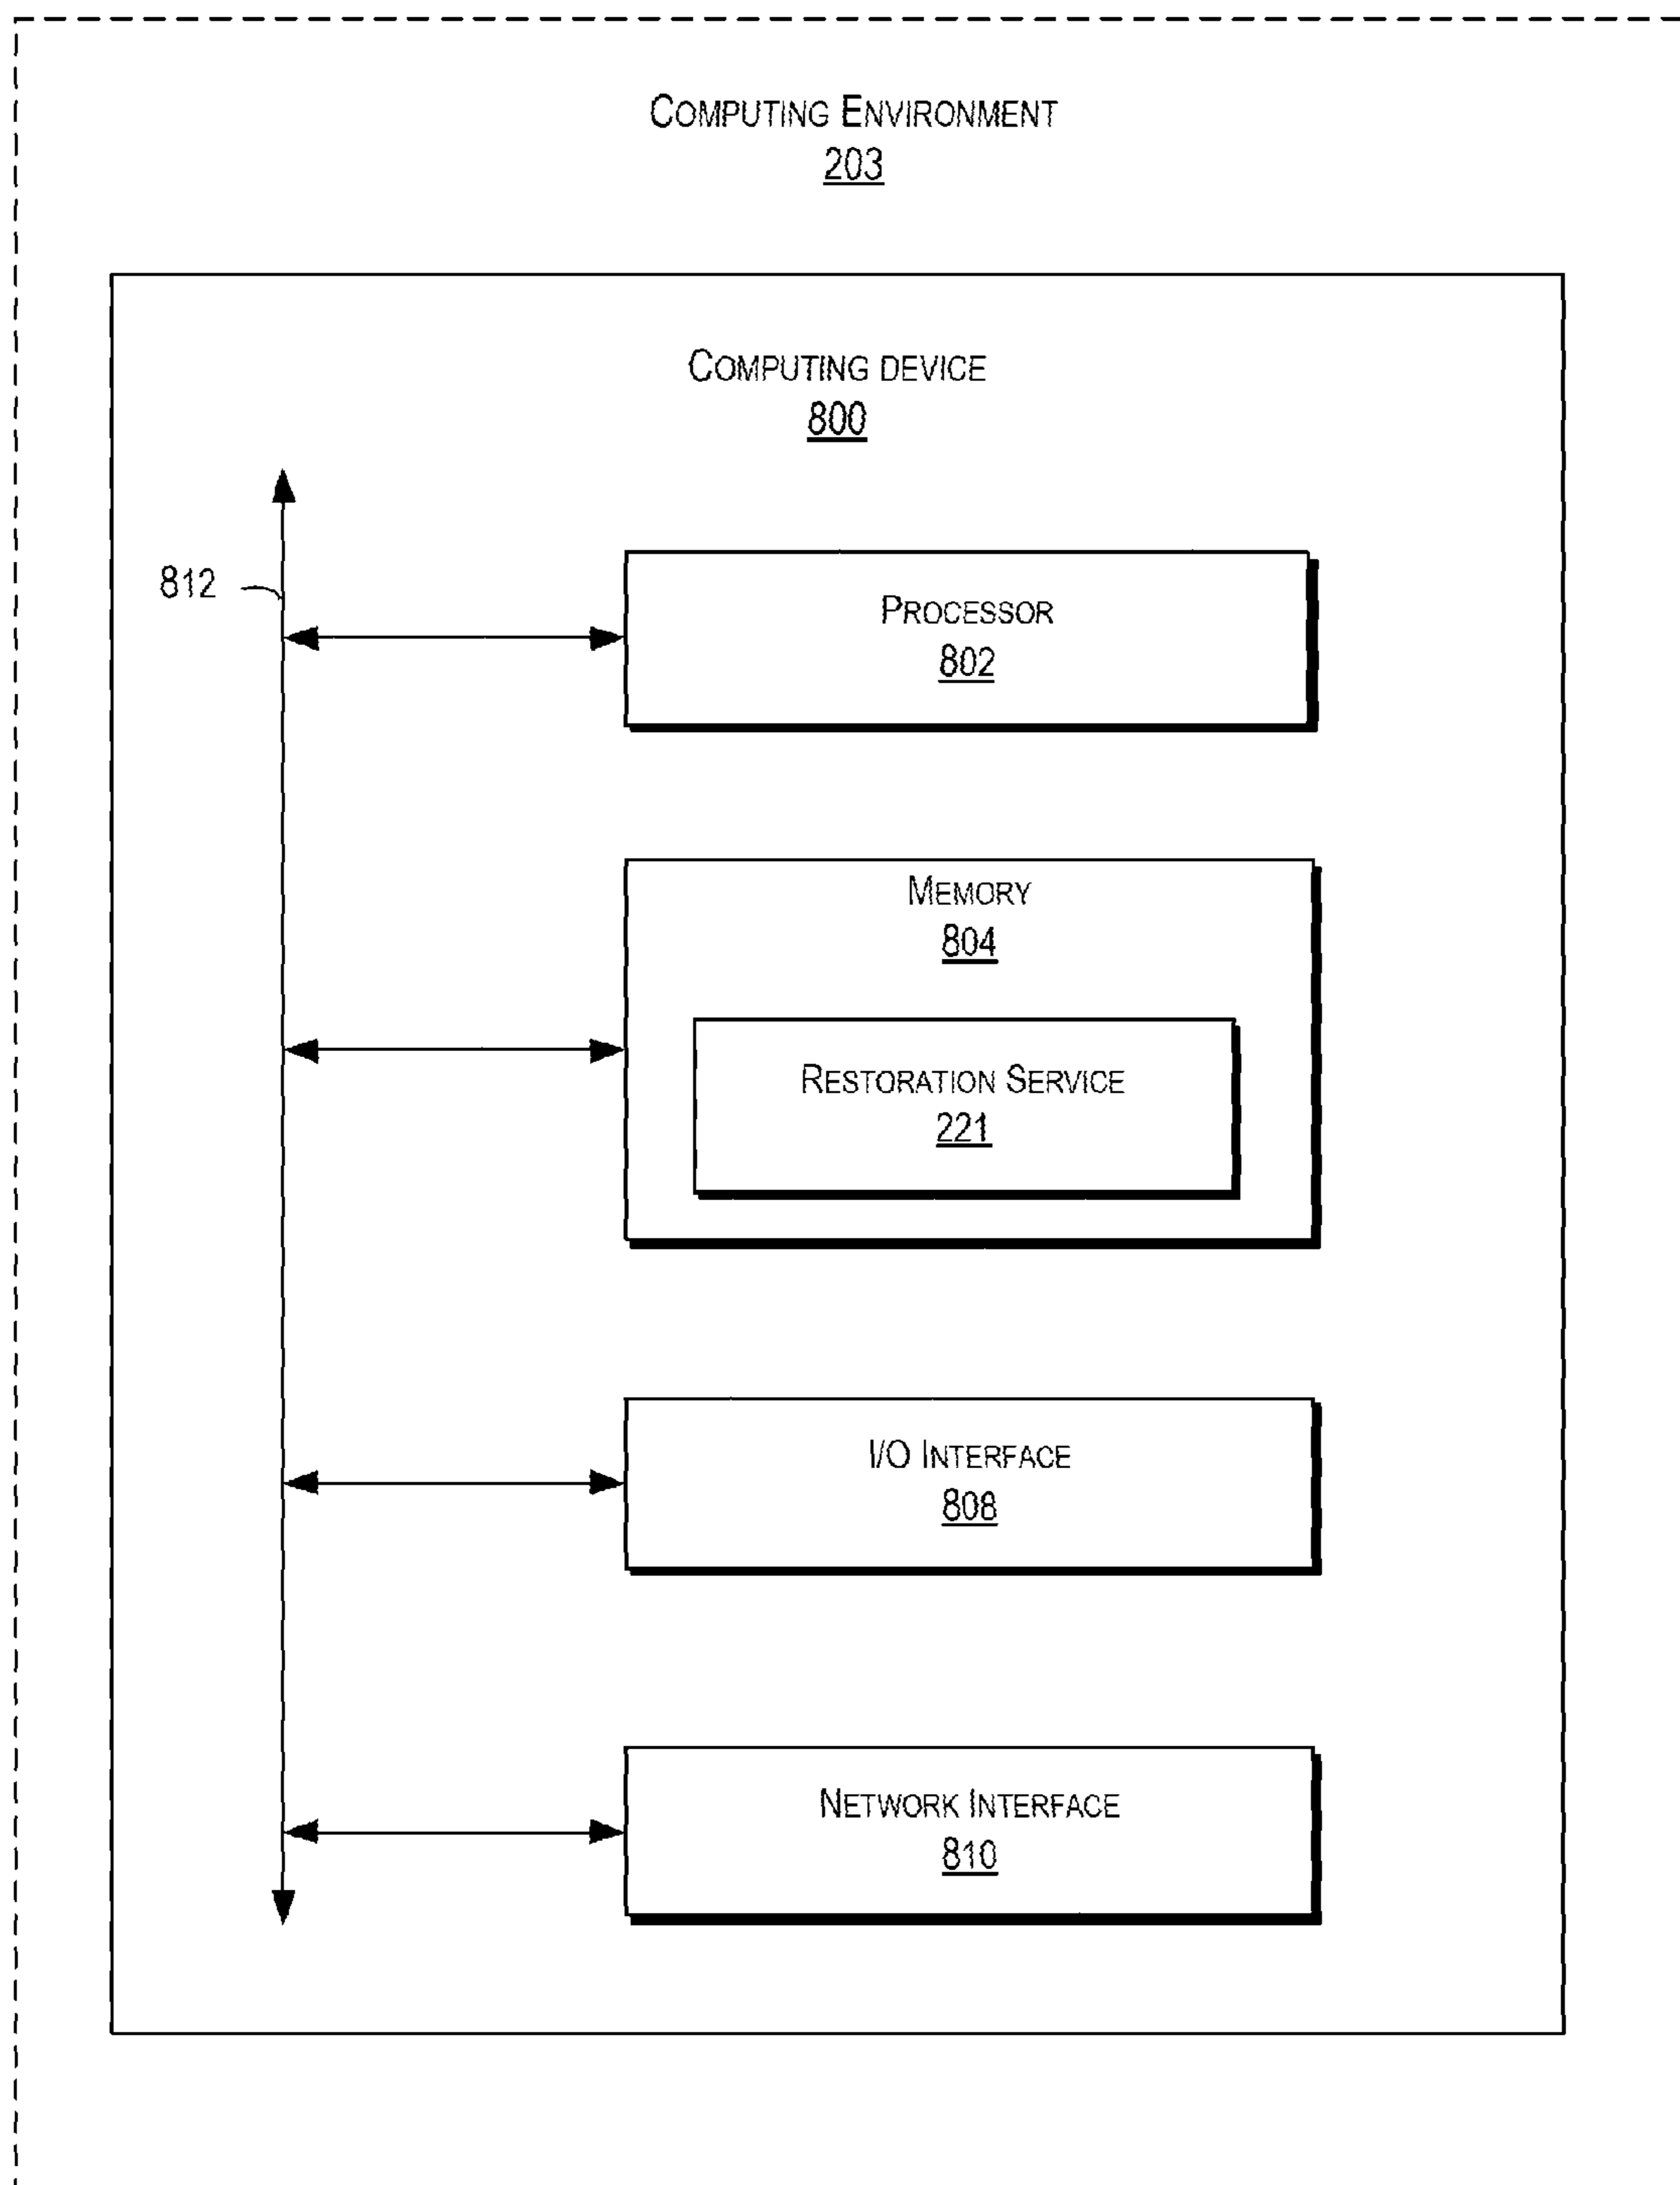 Computing Environment
203
Computing device
800
812
Processor
802
Memory
804
Restoration Service
221
I/O Interface
808
Network Interface
810